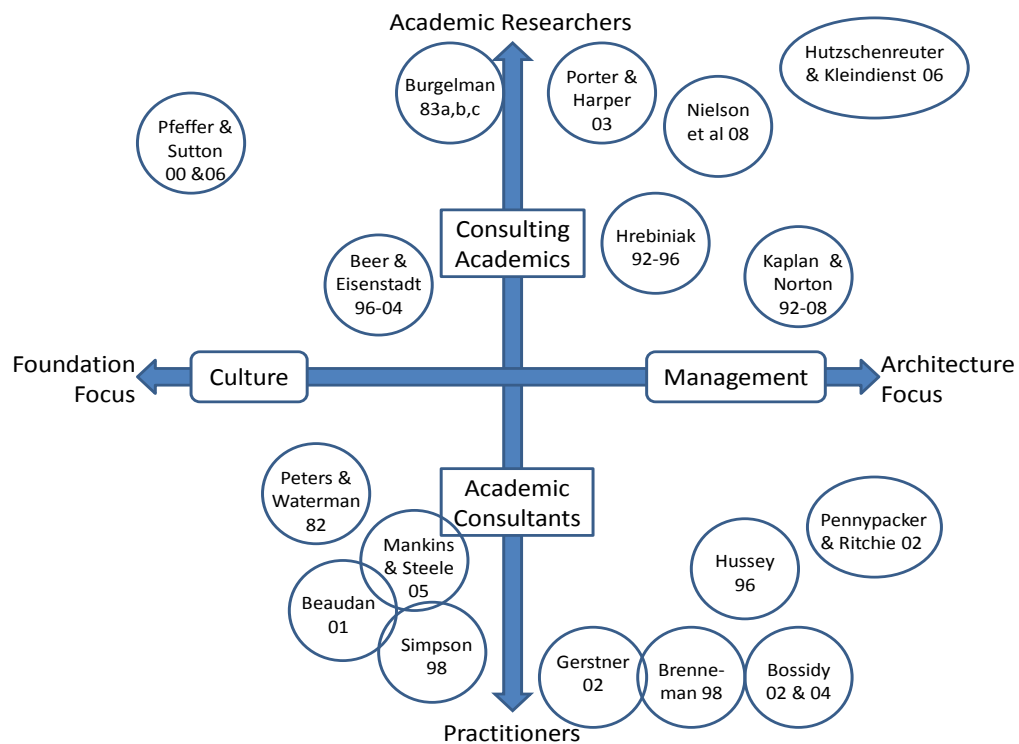 Academic Researchers
Burgelman
83a,b,c
Porter &
Harper
03
Hutzschenreuter
& Kleindienst 06
Nielson
et al 08
Pfeffer &
Sutton
00 &06
Consulting
Academics
Hrebiniak
92-96
Beer &
Eisenstadt
96-04
Kaplan &
Norton
92-08
Foundation
Focus
Culture
Management
Architecture
Focus
Peters &
Waterman
82
Academic
Consultants
Pennypacker
& Ritchie 02
Mankins
& Steele
05
Hussey
96
Beaudan
01
Simpson
98
Gerstner
02
Brenne-
man 98
Bossidy
02 & 04
Practitioners